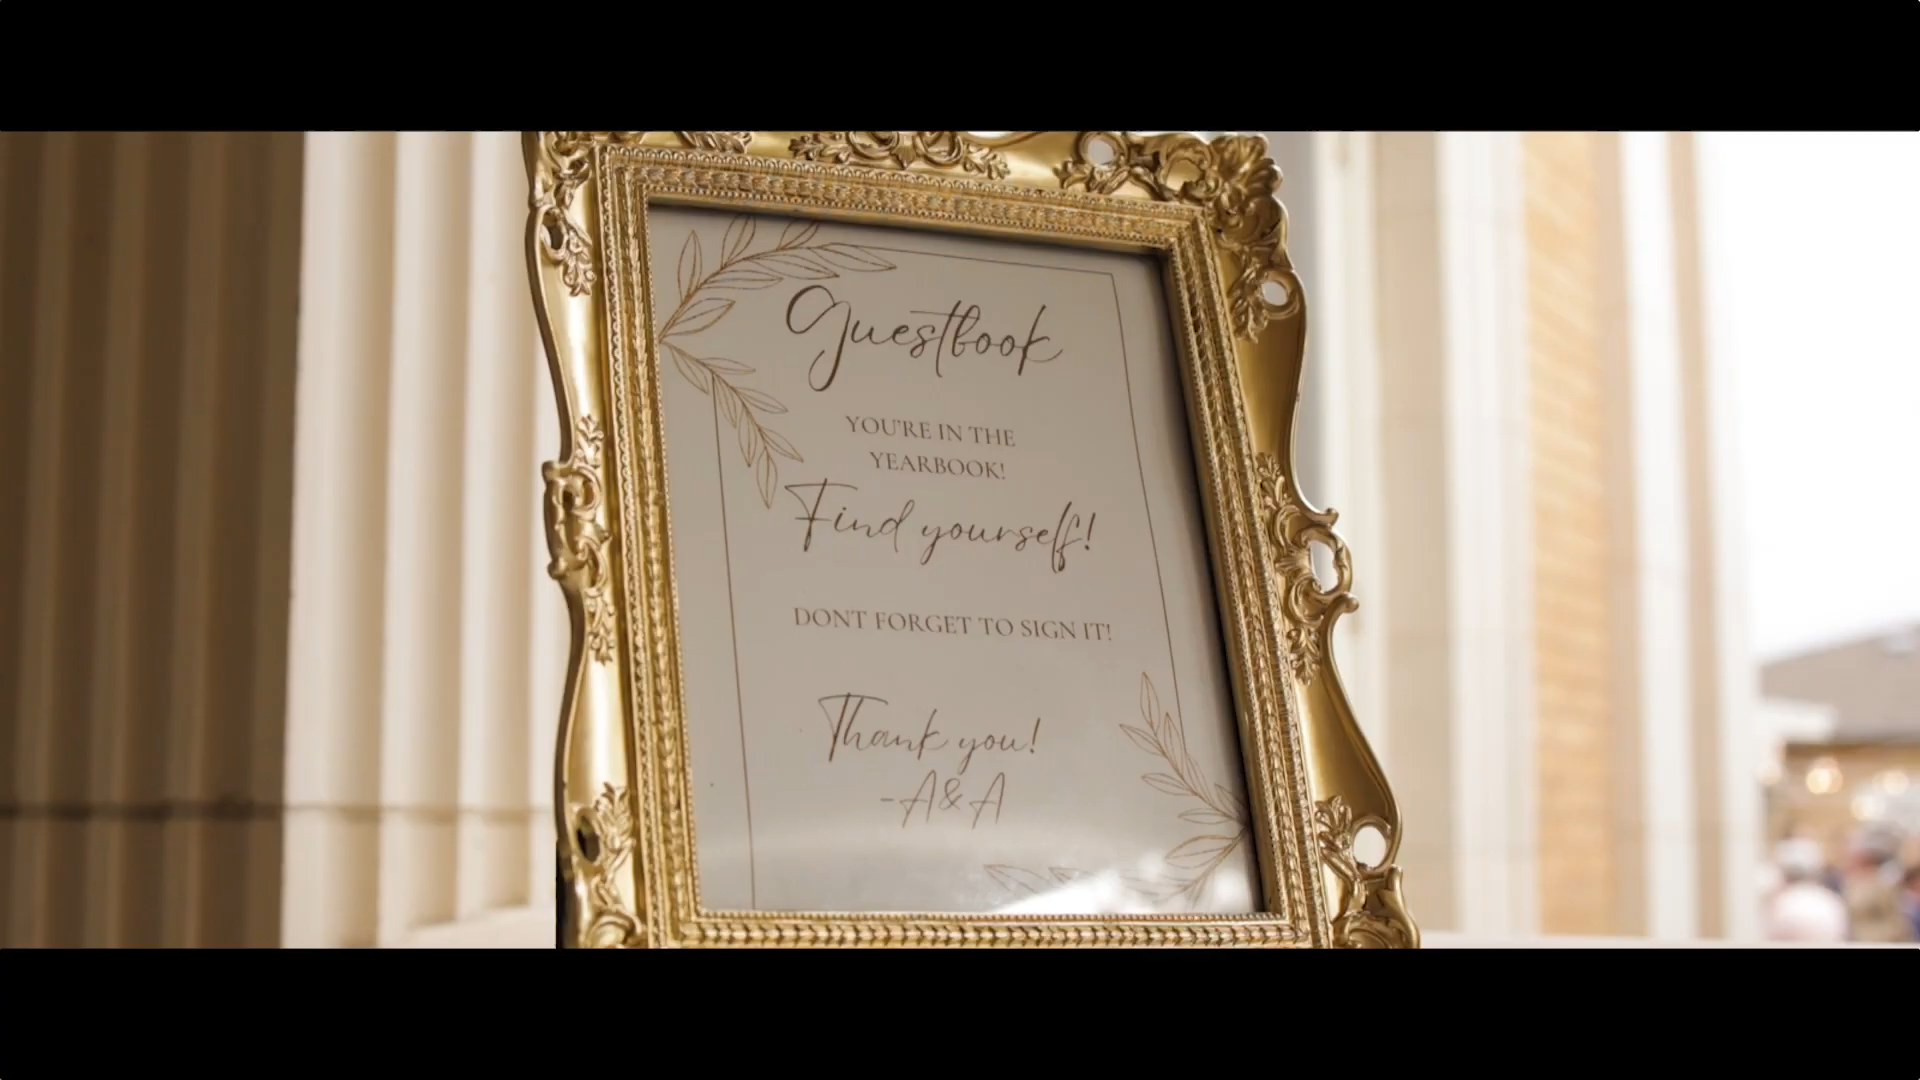 Guestbook
YOU'RE IN THE
YEARBOOK!
Find yourself!
DONT FORGET TO SIGN IT!
Thank you!
-A&A